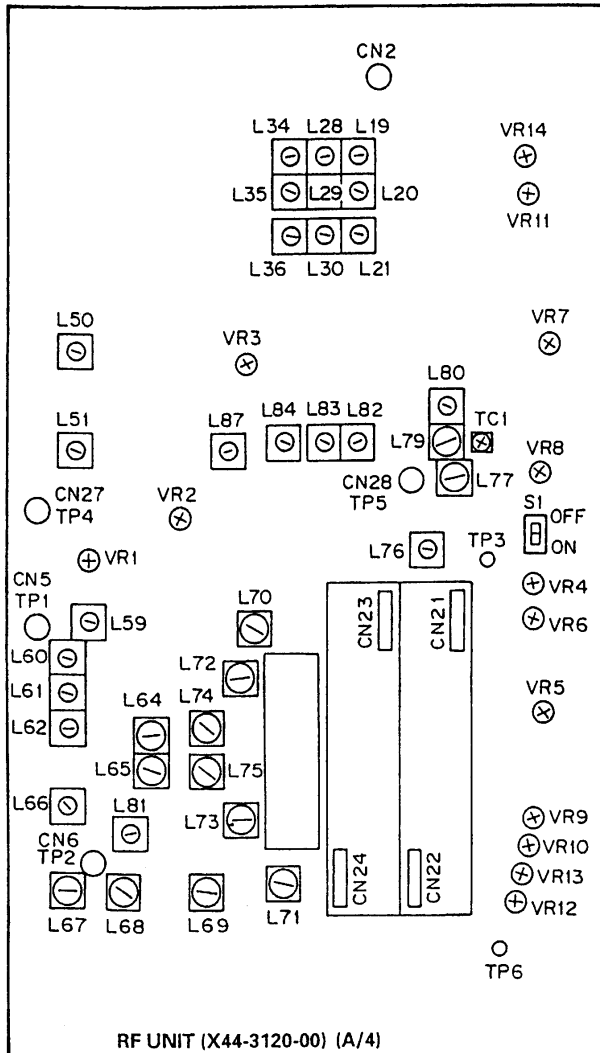 CN2
L34 L28 L19
VR14
L35 L29 L20
VR11
L36 L30 L21
L50
VR3
VR7
L80
L51
L87
L84 L83 L82
L79
TC1
CN27
TP4
VR2
CN28
TP5
L77
VR8
S1
OFF
ON
VR1
L76
TP3
CN5
TP1
L59
L70
CN23
CN21
VR4
VR6
L60
L72
L61
L64
L74
VR5
L62
L65
L75
L66
L81
L73
VR9
CN6
TP2
VR10
CN24
CN22
VR13
VR12
L67
L68
L69
L71
TP6
RF UNIT (X44-3120-00) (A/4)